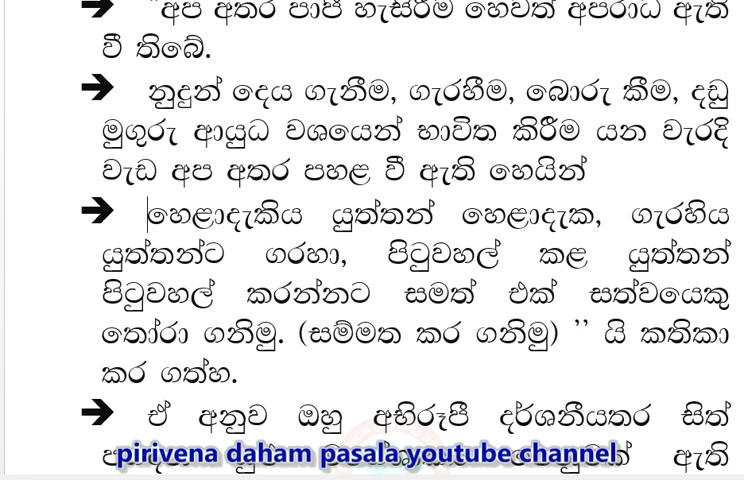 ➔ "අප අතර පාපී හැසිරීම් හෙවත් අපරාධ ඇති
වී තිබේ.
➔ නුදුන් දෙය ගැනීම, ගැරහීම, බොරු කීම, දඬු
මුගුරු ආයුධ වශයෙන් භාවිත කිරීම යන වැරදි
වැඩ අප අතර පහළ වී ඇති හෙයින්
➔ හෙළාදැකිය යුත්තන් හෙළාදැක, ගැරහිය
යුත්තන්ට ගරහා, පිටුවහල් කළ යුත්තන්
පිටුවහල් කරන්නට සමත් එක් සත්වයෙකු
තෝරා ගනිමු. (සම්මත කර ගනිමු) ’’ යි කතිකා
කර ගත්හ.
➔ ඒ අනුව ඔහු අභිරූපී දර්ශනීයතර සිත්
ඇති
pirivena daham pasala youtube channel